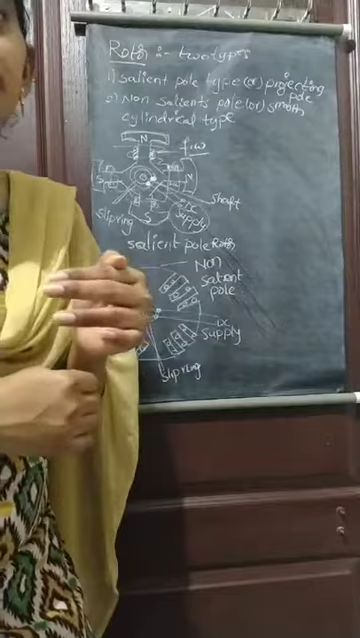 Rotor :- two types
1) salient pole type (or) projecting
pole
2) Non salients pole (or) smooth
cylindrical type
N
f.w
S
N
shaft
DC
supply
slipring
S
salient pole Rotor
Non
salient
pole
DC
supply
slipring